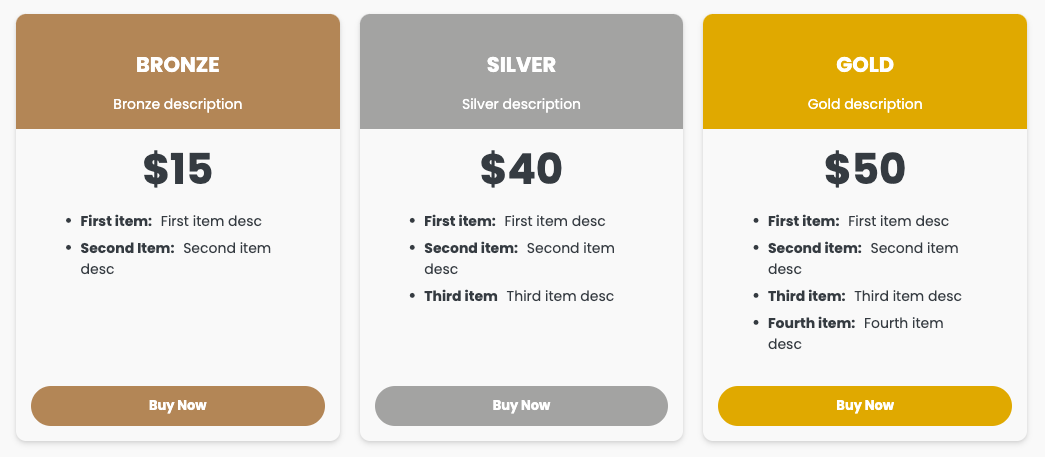 BRONZE
Bronze description
$15
• First item: First item desc
• Second Item: Second item
desc
Buy Now
SILVER
Silver description
$40
• First item: First item desc
• Second item: Second item
desc
• Third item Third item desc
Buy Now
GOLD
Gold description
$50
• First item: First item desc
• Second item: Second item
desc
• Third item: Third item desc
• Fourth item: Fourth item
desc
Buy Now